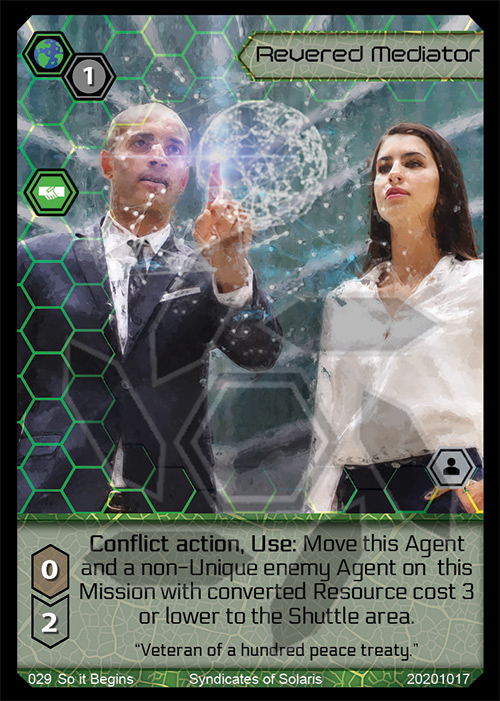 Revered Mediator
1
Conflict action, Use: Move this Agent
and a non-Unique enemy Agent on this
Mission with converted Resource cost 3
or lower to the Shuttle area.
0
2
“Veteran of a hundred peace treaty.”
029 So it Begins Syndicates of Solaris 20201017